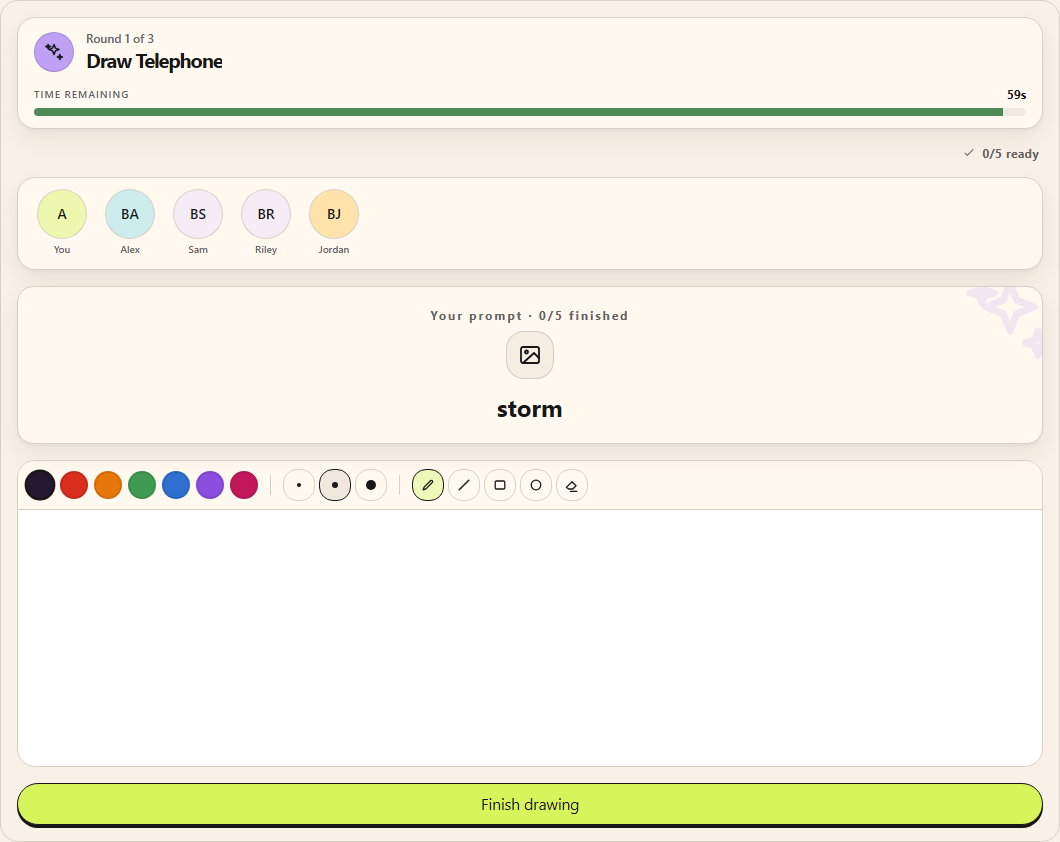 Round 1 of 3
Draw Telephone
TIME REMAINING
59s
0/5 ready
A
BA
BS
BR
BJ
You
Alex
Sam
Riley
Jordan
Your prompt · 0/5 finished
storm
Finish drawing